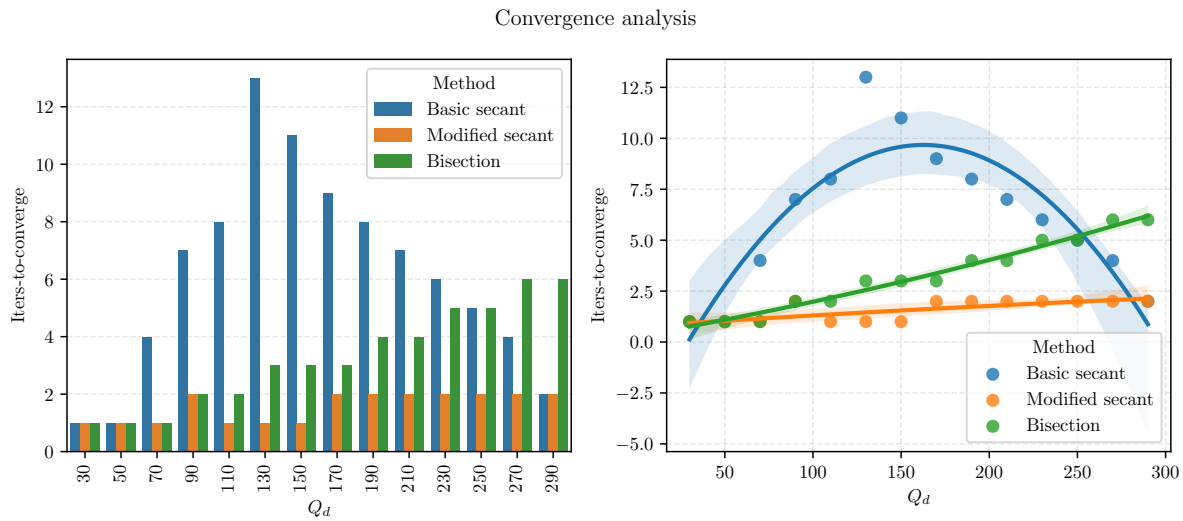 Convergence analysis
Iters-to-converge
12
10
8
6
4
2
0
Method
Basic secant
Modified secant
Bisection
30
50
70
90
110
130
150
170
190
210
230
250
270
290
Q_d
Iters-to-converge
12.5
10.0
7.5
5.0
2.5
0.0
−2.5
−5.0
Method
Basic secant
Modified secant
Bisection
50
100
150
200
250
300
Q_d